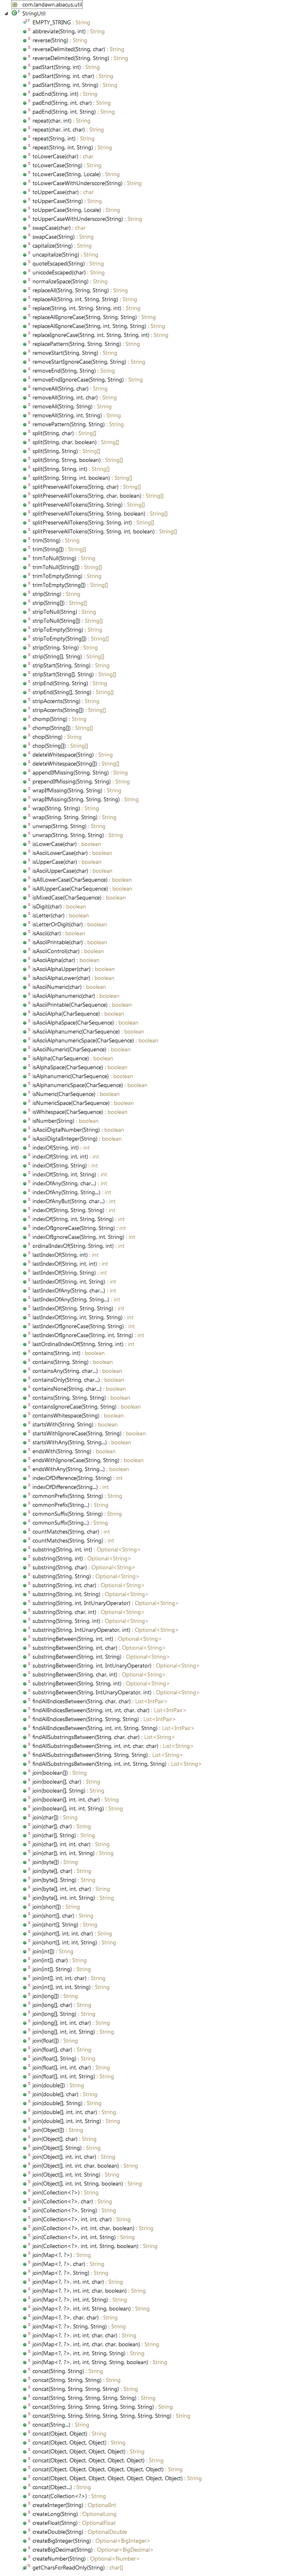 com.landawn.abacus.util
StringUtil
EMPTY_STRING : String
abbreviate(String, int) : String
reverse(String) : String
reverseDelimited(String, char) : String
reverseDelimited(String, String) : String
padStart(String, int) : String
padStart(String, int, char) : String
padStart(String, int, String) : String
padEnd(String, int) : String
padEnd(String, int, char) : String
padEnd(String, int, String) : String
repeat(char, int) : String
repeat(char, int, char) : String
repeat(String, int) : String
repeat(String, int, String) : String
toLowerCase(char) : char
toLowerCase(String) : String
toLowerCase(String, Locale) : String
toLowerCaseWithUnderscore(String) : String
toUpperCase(char) : char
toUpperCase(String) : String
toUpperCase(String, Locale) : String
toUpperCaseWithUnderscore(String) : String
swapCase(char) : char
swapCase(String) : String
capitalize(String) : String
uncapitalize(String) : String
quoteEscaped(String) : String
unicodeEscaped(char) : String
normalizeSpace(String) : String
replaceAll(String, String, String) : String
replaceAll(String, int, String, String) : String
replace(String, int, String, String, int) : String
replaceAllIgnoreCase(String, String, String) : String
replaceAllIgnoreCase(String, int, String, String) : String
replaceIgnoreCase(String, int, String, String, int) : String
replacePattern(String, String, String) : String
removeStart(String, String) : String
removeStartIgnoreCase(String, String) : String
removeEnd(String, String) : String
removeEndIgnoreCase(String, String) : String
removeAll(String, char) : String
removeAll(String, int, char) : String
removeAll(String, String) : String
removeAll(String, int, String) : String
removePattern(String, String) : String
split(String, char) : String[]
split(String, char, boolean) : String[]
split(String, String) : String[]
split(String, String, boolean) : String[]
split(String, String, int) : String[]
split(String, String, int, boolean) : String[]
splitPreserveAllTokens(String, char) : String[]
splitPreserveAllTokens(String, char, boolean) : String[]
splitPreserveAllTokens(String, String) : String[]
splitPreserveAllTokens(String, String, boolean) : String[]
splitPreserveAllTokens(String, String, int) : String[]
splitPreserveAllTokens(String, String, int, boolean) : String[]
trim(String) : String
trim(String[]) : String[]
trimToNull(String) : String
trimToNull(String[]) : String[]
trimToEmpty(String) : String
trimToEmpty(String[]) : String[]
strip(String) : String
strip(String[]) : String[]
stripToNull(String) : String
stripToNull(String[]) : String[]
stripToEmpty(String) : String
stripToEmpty(String[]) : String[]
strip(String, String) : String
strip(String[], String) : String[]
stripStart(String, String) : String
stripStart(String[], String) : String[]
stripEnd(String, String) : String
stripEnd(String[], String) : String[]
stripAccents(String) : String
stripAccents(String[]) : String[]
chomp(String) : String
chomp(String[]) : String[]
chop(String) : String
chop(String[]) : String[]
deleteWhitespace(String) : String
deleteWhitespace(String[]) : String[]
appendIfMissing(String, String) : String
prependIfMissing(String, String) : String
wrapIfMissing(String, String) : String
wrapIfMissing(String, String, String) : String
wrap(String, String) : String
wrap(String, String, String) : String
unwrap(String, String) : String
unwrap(String, String, String) : String
isLowerCase(char) : boolean
isAsciiLowerCase(char) : boolean
isUpperCase(char) : boolean
isAsciiUpperCase(char) : boolean
isAllLowerCase(CharSequence) : boolean
isAllUpperCase(CharSequence) : boolean
isMixedCase(CharSequence) : boolean
isDigit(char) : boolean
isLetter(char) : boolean
isLetterOrDigit(char) : boolean
isAscii(char) : boolean
isAsciiPrintable(char) : boolean
isAsciiControl(char) : boolean
isAsciiAlpha(char) : boolean
isAsciiAlphaUpper(char) : boolean
isAsciiAlphaLower(char) : boolean
isAsciiNumeric(char) : boolean
isAsciiAlphanumeric(char) : boolean
isAsciiPrintable(CharSequence) : boolean
isAsciiAlpha(CharSequence) : boolean
isAsciiAlphaSpace(CharSequence) : boolean
isAsciiAlphanumeric(CharSequence) : boolean
isAsciiAlphanumericSpace(CharSequence) : boolean
isAsciiNumeric(CharSequence) : boolean
isAlpha(CharSequence) : boolean
isAlphaSpace(CharSequence) : boolean
isAlphanumeric(CharSequence) : boolean
isAlphanumericSpace(CharSequence) : boolean
isNumeric(CharSequence) : boolean
isNumericSpace(CharSequence) : boolean
isWhitespace(CharSequence) : boolean
isNumber(String) : boolean
isAsciiDigtalNumber(String) : boolean
isAsciiDigtalInteger(String) : boolean
indexOf(String, int) : int
indexOf(String, int, int) : int
indexOf(String, String) : int
indexOf(String, int, String) : int
indexOfAny(String, char...) : int
indexOfAny(String, String...) : int
indexOfAnyBut(String, char...) : int
indexOf(String, String, String) : int
indexOf(String, int, String, String) : int
indexOfIgnoreCase(String, String) : int
indexOfIgnoreCase(String, int, String) : int
ordinalIndexOf(String, String, int) : int
lastIndexOf(String, int) : int
lastIndexOf(String, int, int) : int
lastIndexOf(String, String) : int
lastIndexOf(String, int, String) : int
lastIndexOfAny(String, char...) : int
lastIndexOfAny(String, String...) : int
lastIndexOf(String, String, String) : int
lastIndexOf(String, int, String, String) : int
lastIndexOfIgnoreCase(String, String) : int
lastIndexOfIgnoreCase(String, int, String) : int
lastOrdinalIndexOf(String, String, int) : int
contains(String, int) : boolean
contains(String, String) : boolean
containsAny(String, char...) : boolean
containsOnly(String, char...) : boolean
containsNone(String, char...) : boolean
contains(String, String, String) : boolean
containsIgnoreCase(String, String) : boolean
containsWhitespace(String) : boolean
startsWith(String, String) : boolean
startsWithIgnoreCase(String, String) : boolean
startsWithAny(String, String...) : boolean
endsWith(String, String) : boolean
endsWithIgnoreCase(String, String) : boolean
endsWithAny(String, String...) : boolean
indexOfDifference(String, String) : int
indexOfDifference(String...) : int
commonPrefix(String, String) : String
commonPrefix(String...) : String
commonSuffix(String, String) : String
commonSuffix(String...) : String
countMatches(String, char) : int
countMatches(String, String) : int
substring(String, int, int) : Optional<String>
substring(String, int) : Optional<String>
substring(String, char) : Optional<String>
substring(String, String) : Optional<String>
substring(String, int, char) : Optional<String>
substring(String, int, String) : Optional<String>
substring(String, int, IntUnaryOperator) : Optional<String>
substring(String, char, int) : Optional<String>
substring(String, String, int) : Optional<String>
substring(String, IntUnaryOperator, int) : Optional<String>
substringBetween(String, int, int) : Optional<String>
substringBetween(String, int, char) : Optional<String>
substringBetween(String, int, String) : Optional<String>
substringBetween(String, int, IntUnaryOperator) : Optional<String>
substringBetween(String, char, int) : Optional<String>
substringBetween(String, String, int) : Optional<String>
substringBetween(String, IntUnaryOperator, int) : Optional<String>
findAllIndicesBetween(String, char, char) : List<IntPair>
findAllIndicesBetween(String, int, int, char, char) : List<IntPair>
findAllIndicesBetween(String, String, String) : List<IntPair>
findAllIndicesBetween(String, int, int, String, String) : List<IntPair>
findAllSubstringsBetween(String, char, char) : List<String>
findAllSubstringsBetween(String, int, int, char, char) : List<String>
findAllSubstringsBetween(String, String, String) : List<String>
findAllSubstringsBetween(String, int, int, String, String) : List<String>
join(boolean[]) : String
join(boolean[], char) : String
join(boolean[], String) : String
join(boolean[], int, int, char) : String
join(boolean[], int, int, String) : String
join(char[]) : String
join(char[], char) : String
join(char[], String) : String
join(char[], int, int, char) : String
join(char[], int, int, String) : String
join(byte[]) : String
join(byte[], char) : String
join(byte[], String) : String
join(byte[], int, int, char) : String
join(byte[], int, int, String) : String
join(short[]) : String
join(short[], char) : String
join(short[], String) : String
join(short[], int, int, char) : String
join(short[], int, int, String) : String
join(int[]) : String
join(int[], char) : String
join(int[], String) : String
join(int[], int, int, char) : String
join(int[], int, int, String) : String
join(long[]) : String
join(long[], char) : String
join(long[], String) : String
join(long[], int, int, char) : String
join(long[], int, int, String) : String
join(float[]) : String
join(float[], char) : String
join(float[], String) : String
join(float[], int, int, char) : String
join(float[], int, int, String) : String
join(double[]) : String
join(double[], char) : String
join(double[], String) : String
join(double[], int, int, char) : String
join(double[], int, int, String) : String
join(Object[]) : String
join(Object[], char) : String
join(Object[], String) : String
join(Object[], int, int, char) : String
join(Object[], int, int, char, boolean) : String
join(Object[], int, int, String) : String
join(Object[], int, int, String, boolean) : String
join(Collection<?>) : String
join(Collection<?>, char) : String
join(Collection<?>, String) : String
join(Collection<?>, int, int, char) : String
join(Collection<?>, int, int, char, boolean) : String
join(Collection<?>, int, int, String) : String
join(Collection<?>, int, int, String, boolean) : String
join(Map<?, ?>) : String
join(Map<?, ?>, char) : String
join(Map<?, ?>, String) : String
join(Map<?, ?>, int, int, char) : String
join(Map<?, ?>, int, int, char, boolean) : String
join(Map<?, ?>, int, int, String) : String
join(Map<?, ?>, int, int, String, boolean) : String
join(Map<?, ?>, char, char) : String
join(Map<?, ?>, String, String) : String
join(Map<?, ?>, int, int, char, char) : String
join(Map<?, ?>, int, int, char, char, boolean) : String
join(Map<?, ?>, int, int, String, String) : String
join(Map<?, ?>, int, int, String, String, boolean) : String
concat(String, String) : String
concat(String, String, String) : String
concat(String, String, String, String) : String
concat(String, String, String, String, String) : String
concat(String, String, String, String, String, String) : String
concat(String, String, String, String, String, String, String) : String
concat(String...) : String
concat(Object, Object) : String
concat(Object, Object, Object) : String
concat(Object, Object, Object, Object) : String
concat(Object, Object, Object, Object, Object) : String
concat(Object, Object, Object, Object, Object, Object) : String
concat(Object, Object, Object, Object, Object, Object, Object) : String
concat(Object...) : String
concat(Collection<?>) : String
createInteger(String) : OptionalInt
createLong(String) : OptionalLong
createFloat(String) : OptionalFloat
createDouble(String) : OptionalDouble
createBigInteger(String) : Optional<BigInteger>
createBigDecimal(String) : Optional<BigDecimal>
createNumber(String) : Optional<Number>
getCharsForReadOnly(String) : char[]